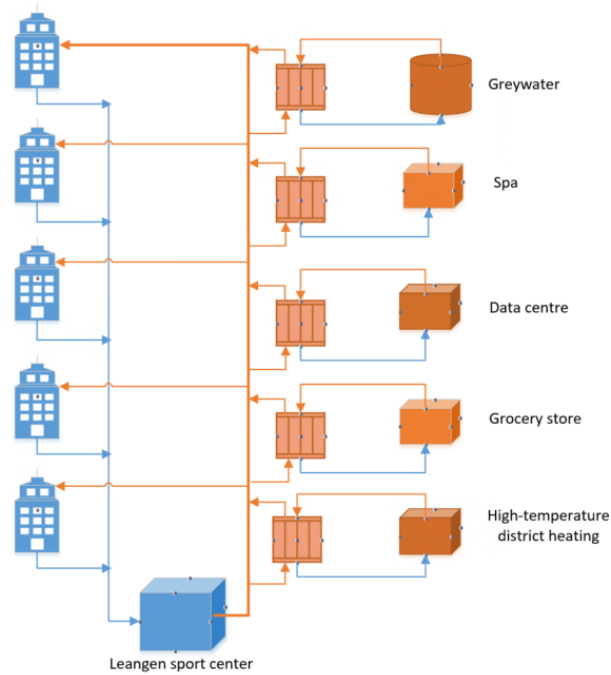 Greywater
Spa
Data centre
Grocery store
High-temperature
district heating
Leangen sport center